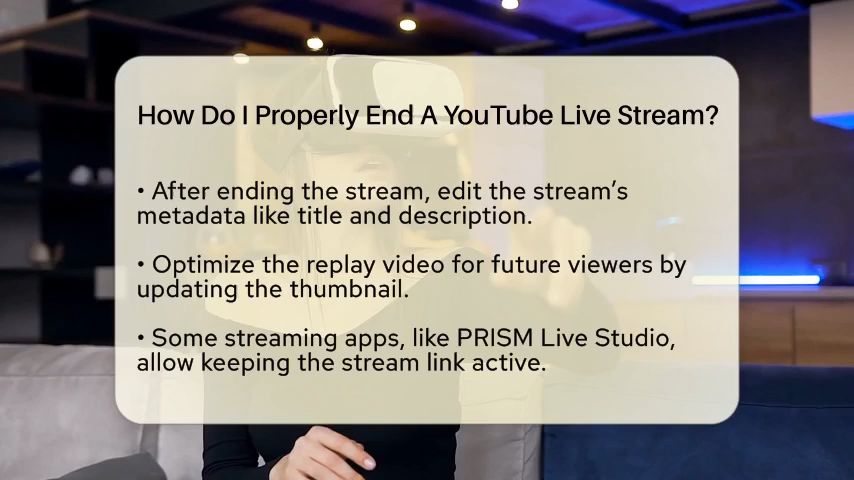 How Do I Properly End A YouTube Live Stream?
• After ending the stream, edit the stream's
metadata like title and description.
• Optimize the replay video for future viewers by
updating the thumbnail.
• Some streaming apps, like PRISM Live Studio,
allow keeping the stream link active.